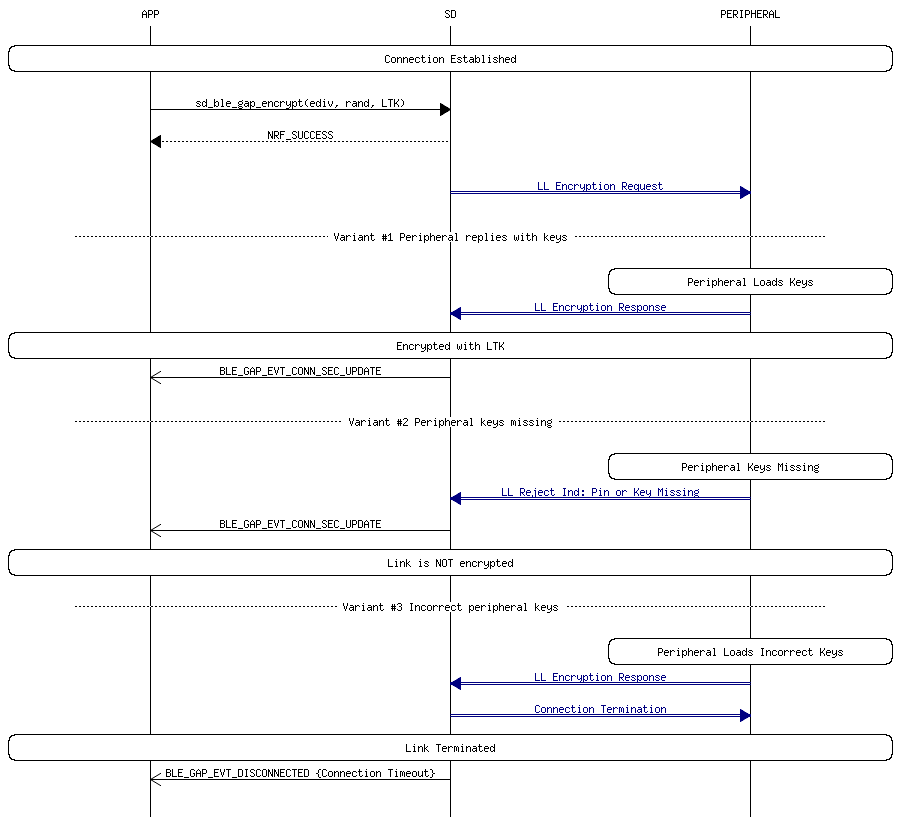 APP SD PERIPHERAL
Connection Established
sd_ble_gap_encrypt(ediv, rand, LTK)
NRF_SUCCESS
LL Encryption Request
Variant #1 Peripheral replies with keys
Peripheral Loads Keys
LL Encryption Response
Encrypted with LTK
BLE_GAP_EVT_CONN_SEC_UPDATE
Variant #2 Peripheral keys missing
Peripheral Keys Missing
LL Reject Ind: Pin or Key Missing
BLE_GAP_EVT_CONN_SEC_UPDATE
Link is NOT encrypted
Variant #3 Incorrect peripheral keys
Peripheral Loads Incorrect Keys
LL Encryption Response
Connection Termination
Link Terminated
BLE_GAP_EVT_DISCONNECTED {Connection Timeout}